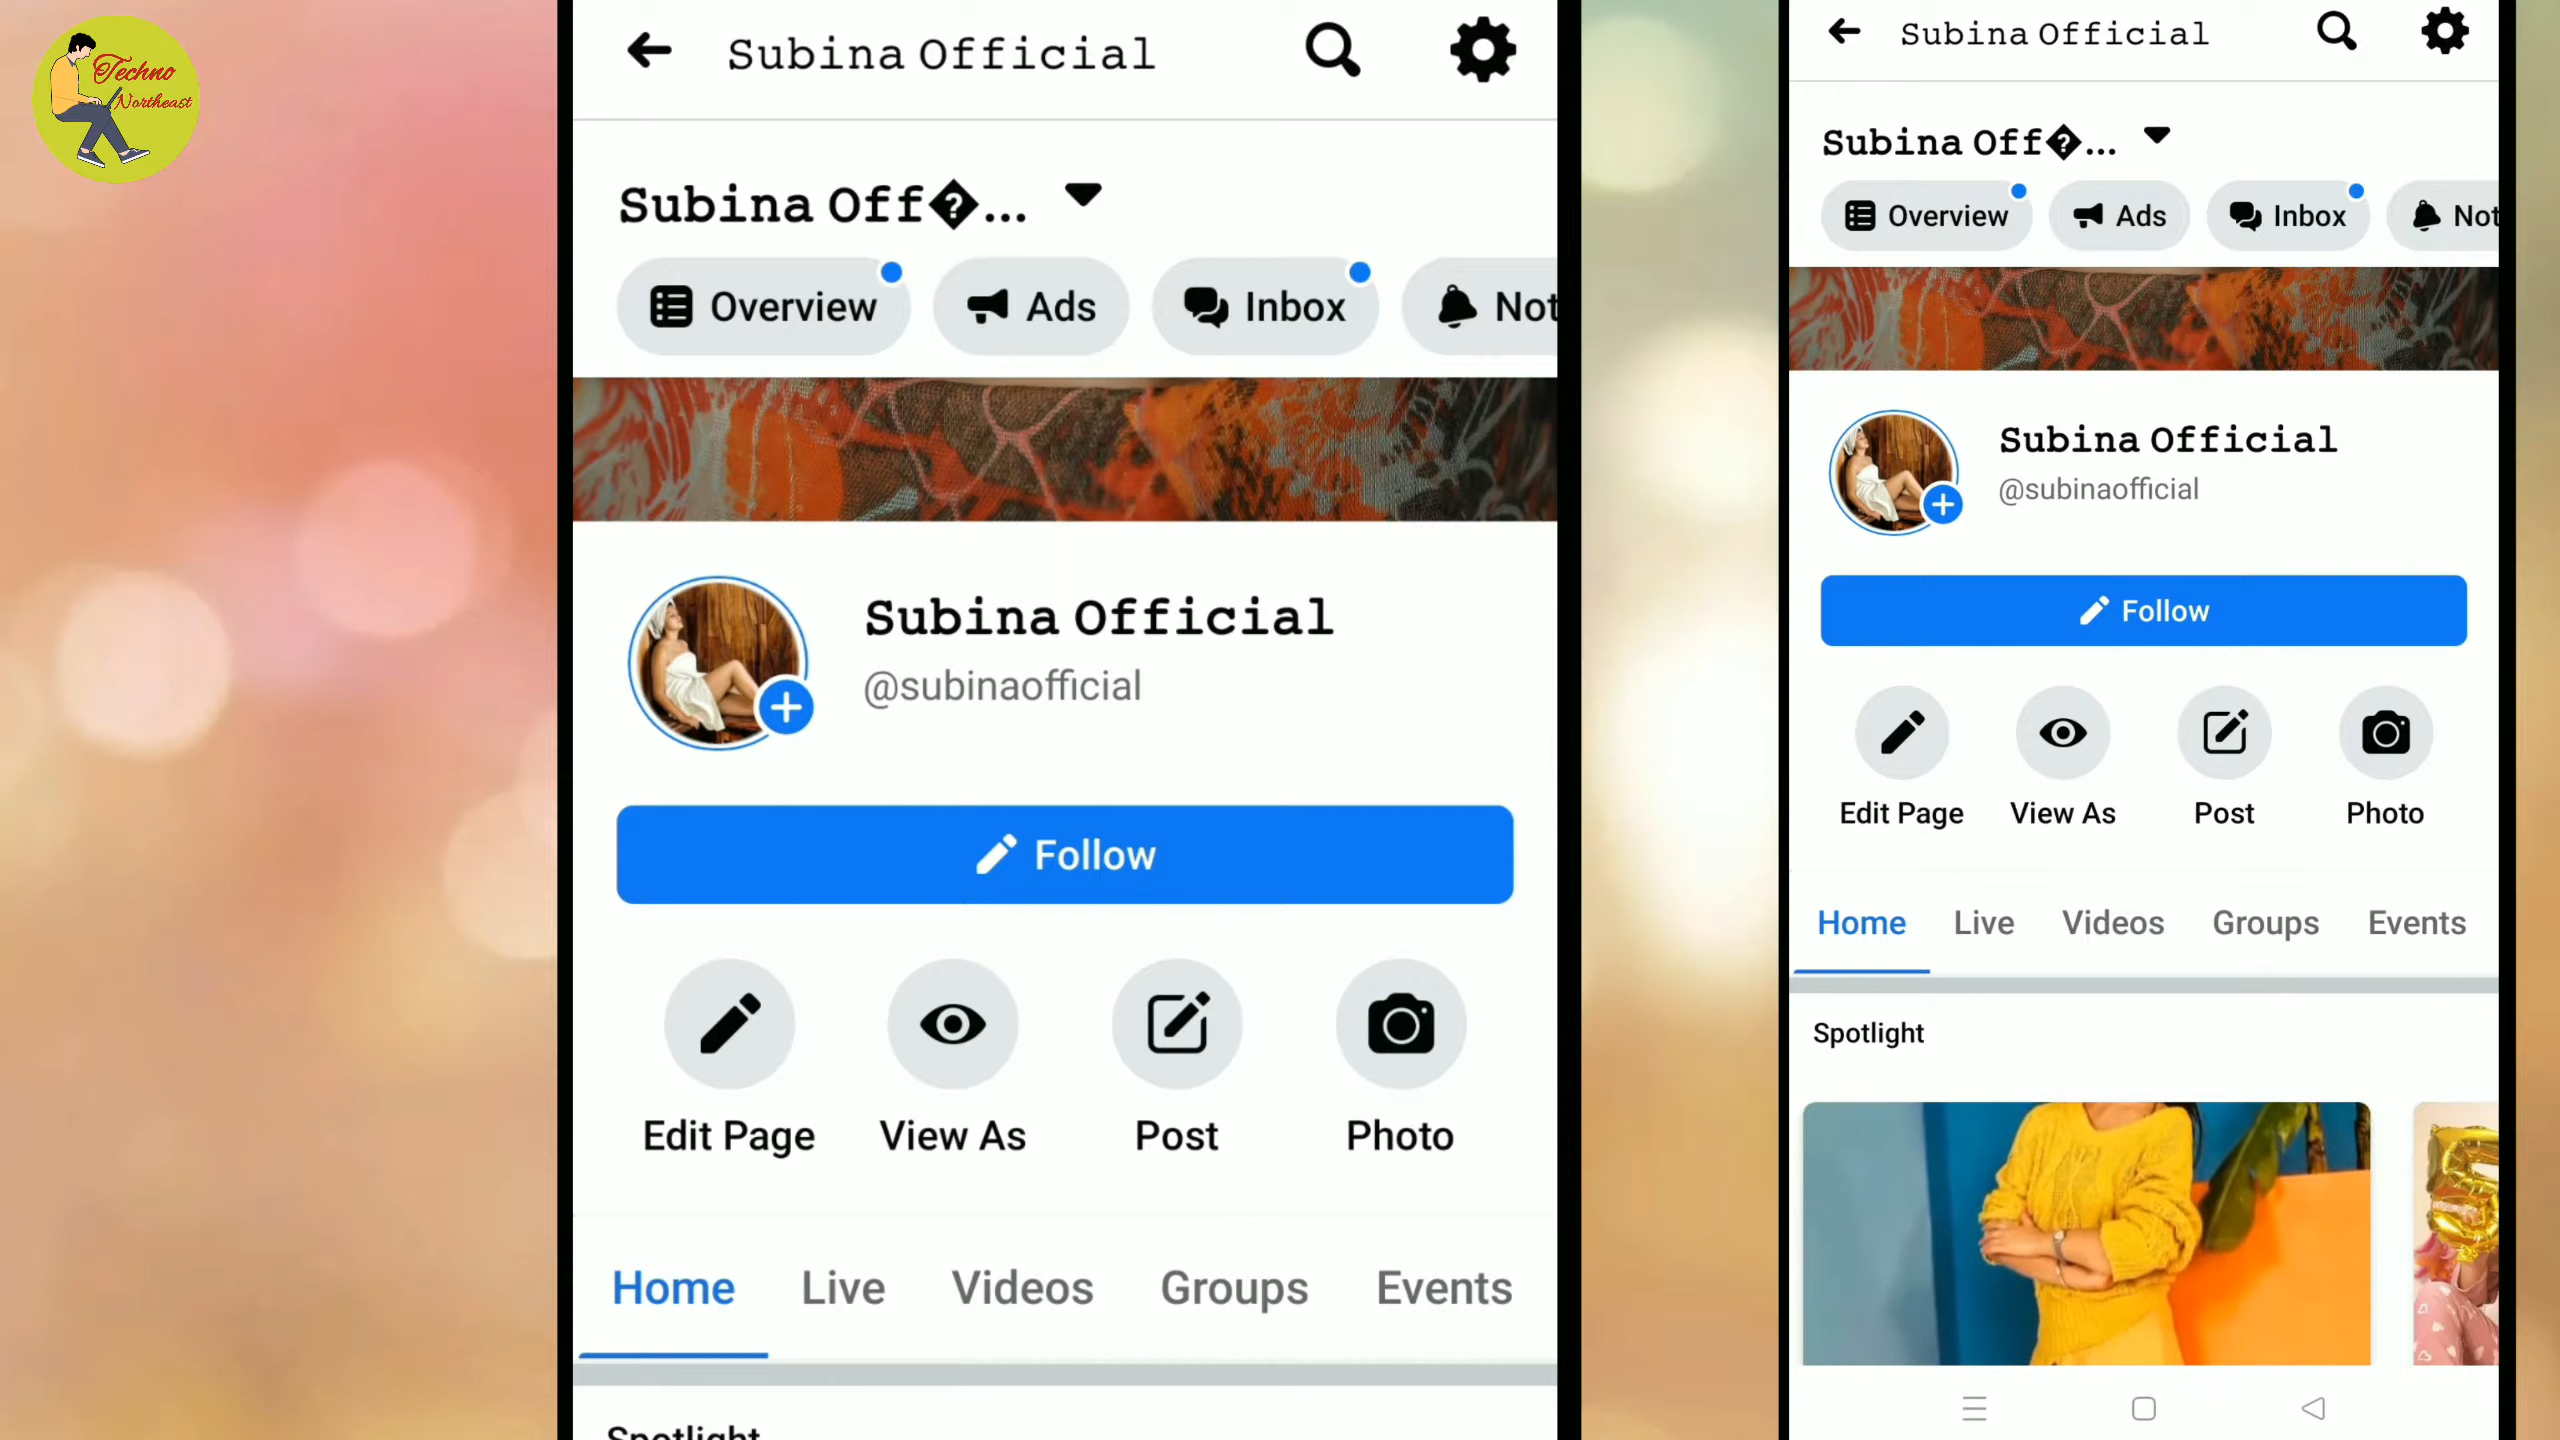 Techno
Northeast
Subina Official
Subina Off�...
Overview
Ads
Inbox
Not
Subina Official
@subinaofficial
Follow
Edit Page
View As
Post
Photo
Home
Live
Videos
Groups
Events
Spotlight
Subina Official
Subina Off�...
Overview
Ads
Inbox
Not
Subina Official
@subinaofficial
Follow
Edit Page
View As
Post
Photo
Home
Live
Videos
Groups
Events
Spotlight